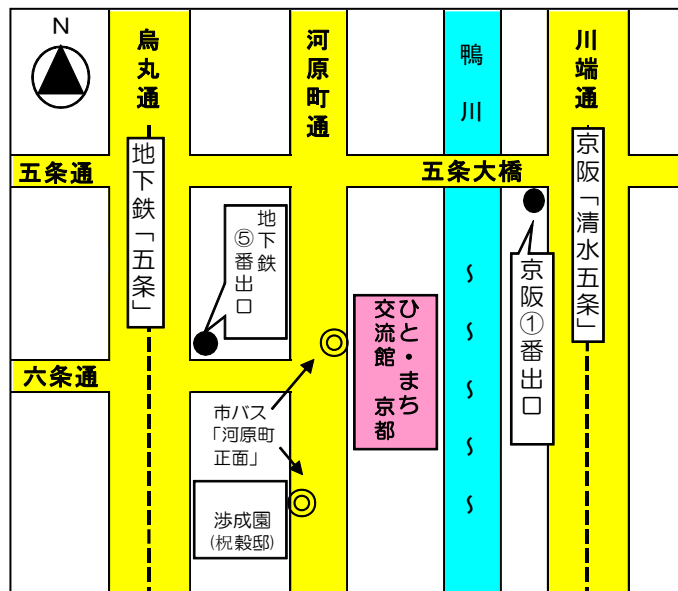 N
烏丸通
河原町通
鴨川
川端通
五条通
五条大橋
地下鉄「五条」
地下鉄
⑤番出口
京阪「清水五条」
京阪①番出口
ひと・まち
交流館 京都
六条通
市バス
「河原町
正面」
渉成園
(枳穀邸)